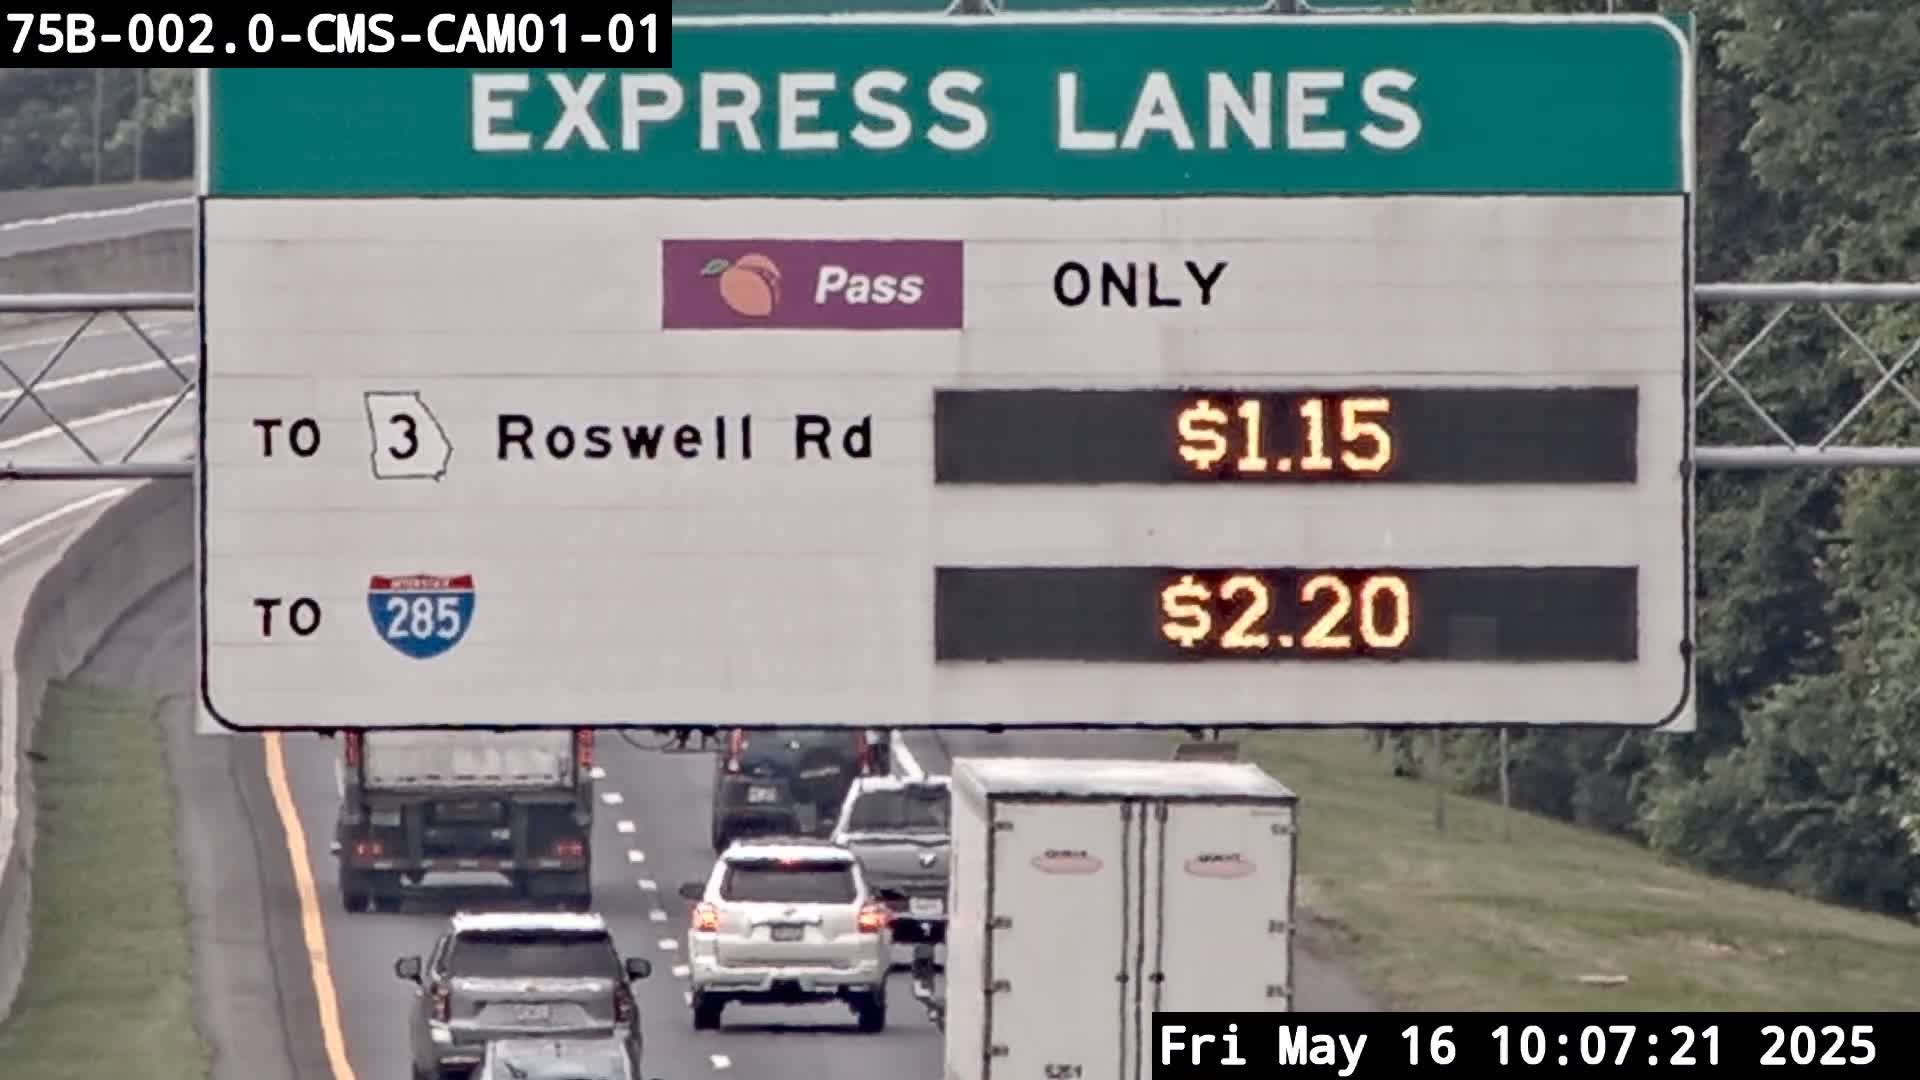 75B-002.0-CMS-CAM01-01
EXPRESS LANES
Pass ONLY
TO 3 Roswell Rd $1.15
TO INTERSTATE 285 $2.20
Fri May 16 10:07:21 2025